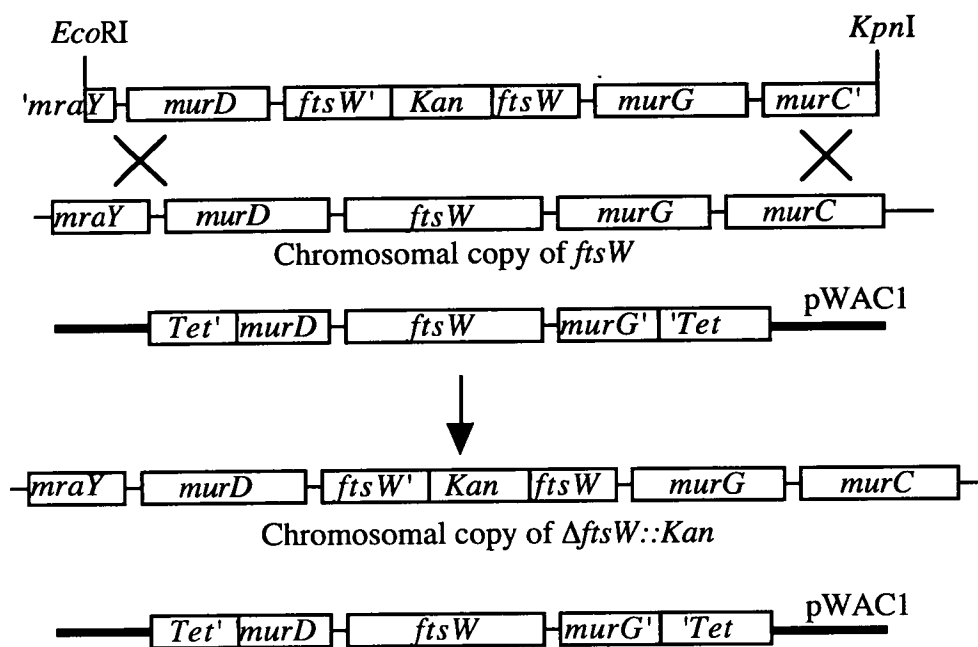 EcoRI KpnI
'mraY murD ftsW' Kan ftsW murG murC'
mraY murD ftsW murG murC
Chromosomal copy of ftsW
pWAC1
Tet' murD ftsW murG' 'Tet
mraY murD ftsW' Kan ftsW murG murC
Chromosomal copy of ΔftsW::Kan
pWAC1
Tet' murD ftsW murG' 'Tet